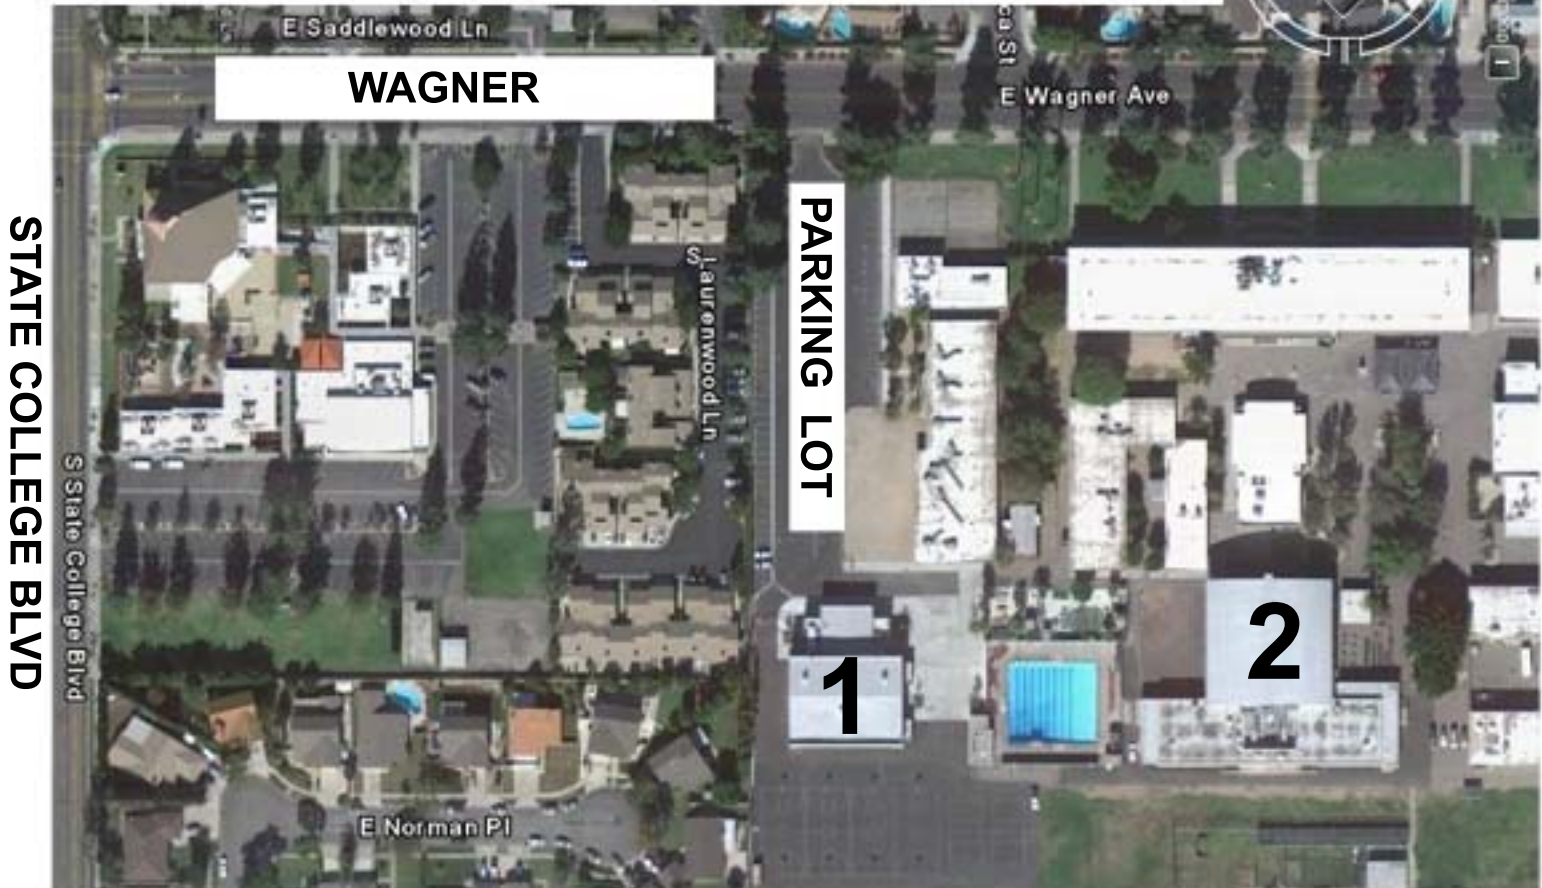 E Saddlewood Ln
WAGNER
E Wagner Ave
STATE COLLEGE BLVD
S State College Blvd
S Laurenwood Ln
PARKING LOT
1
2
E Norman Pl